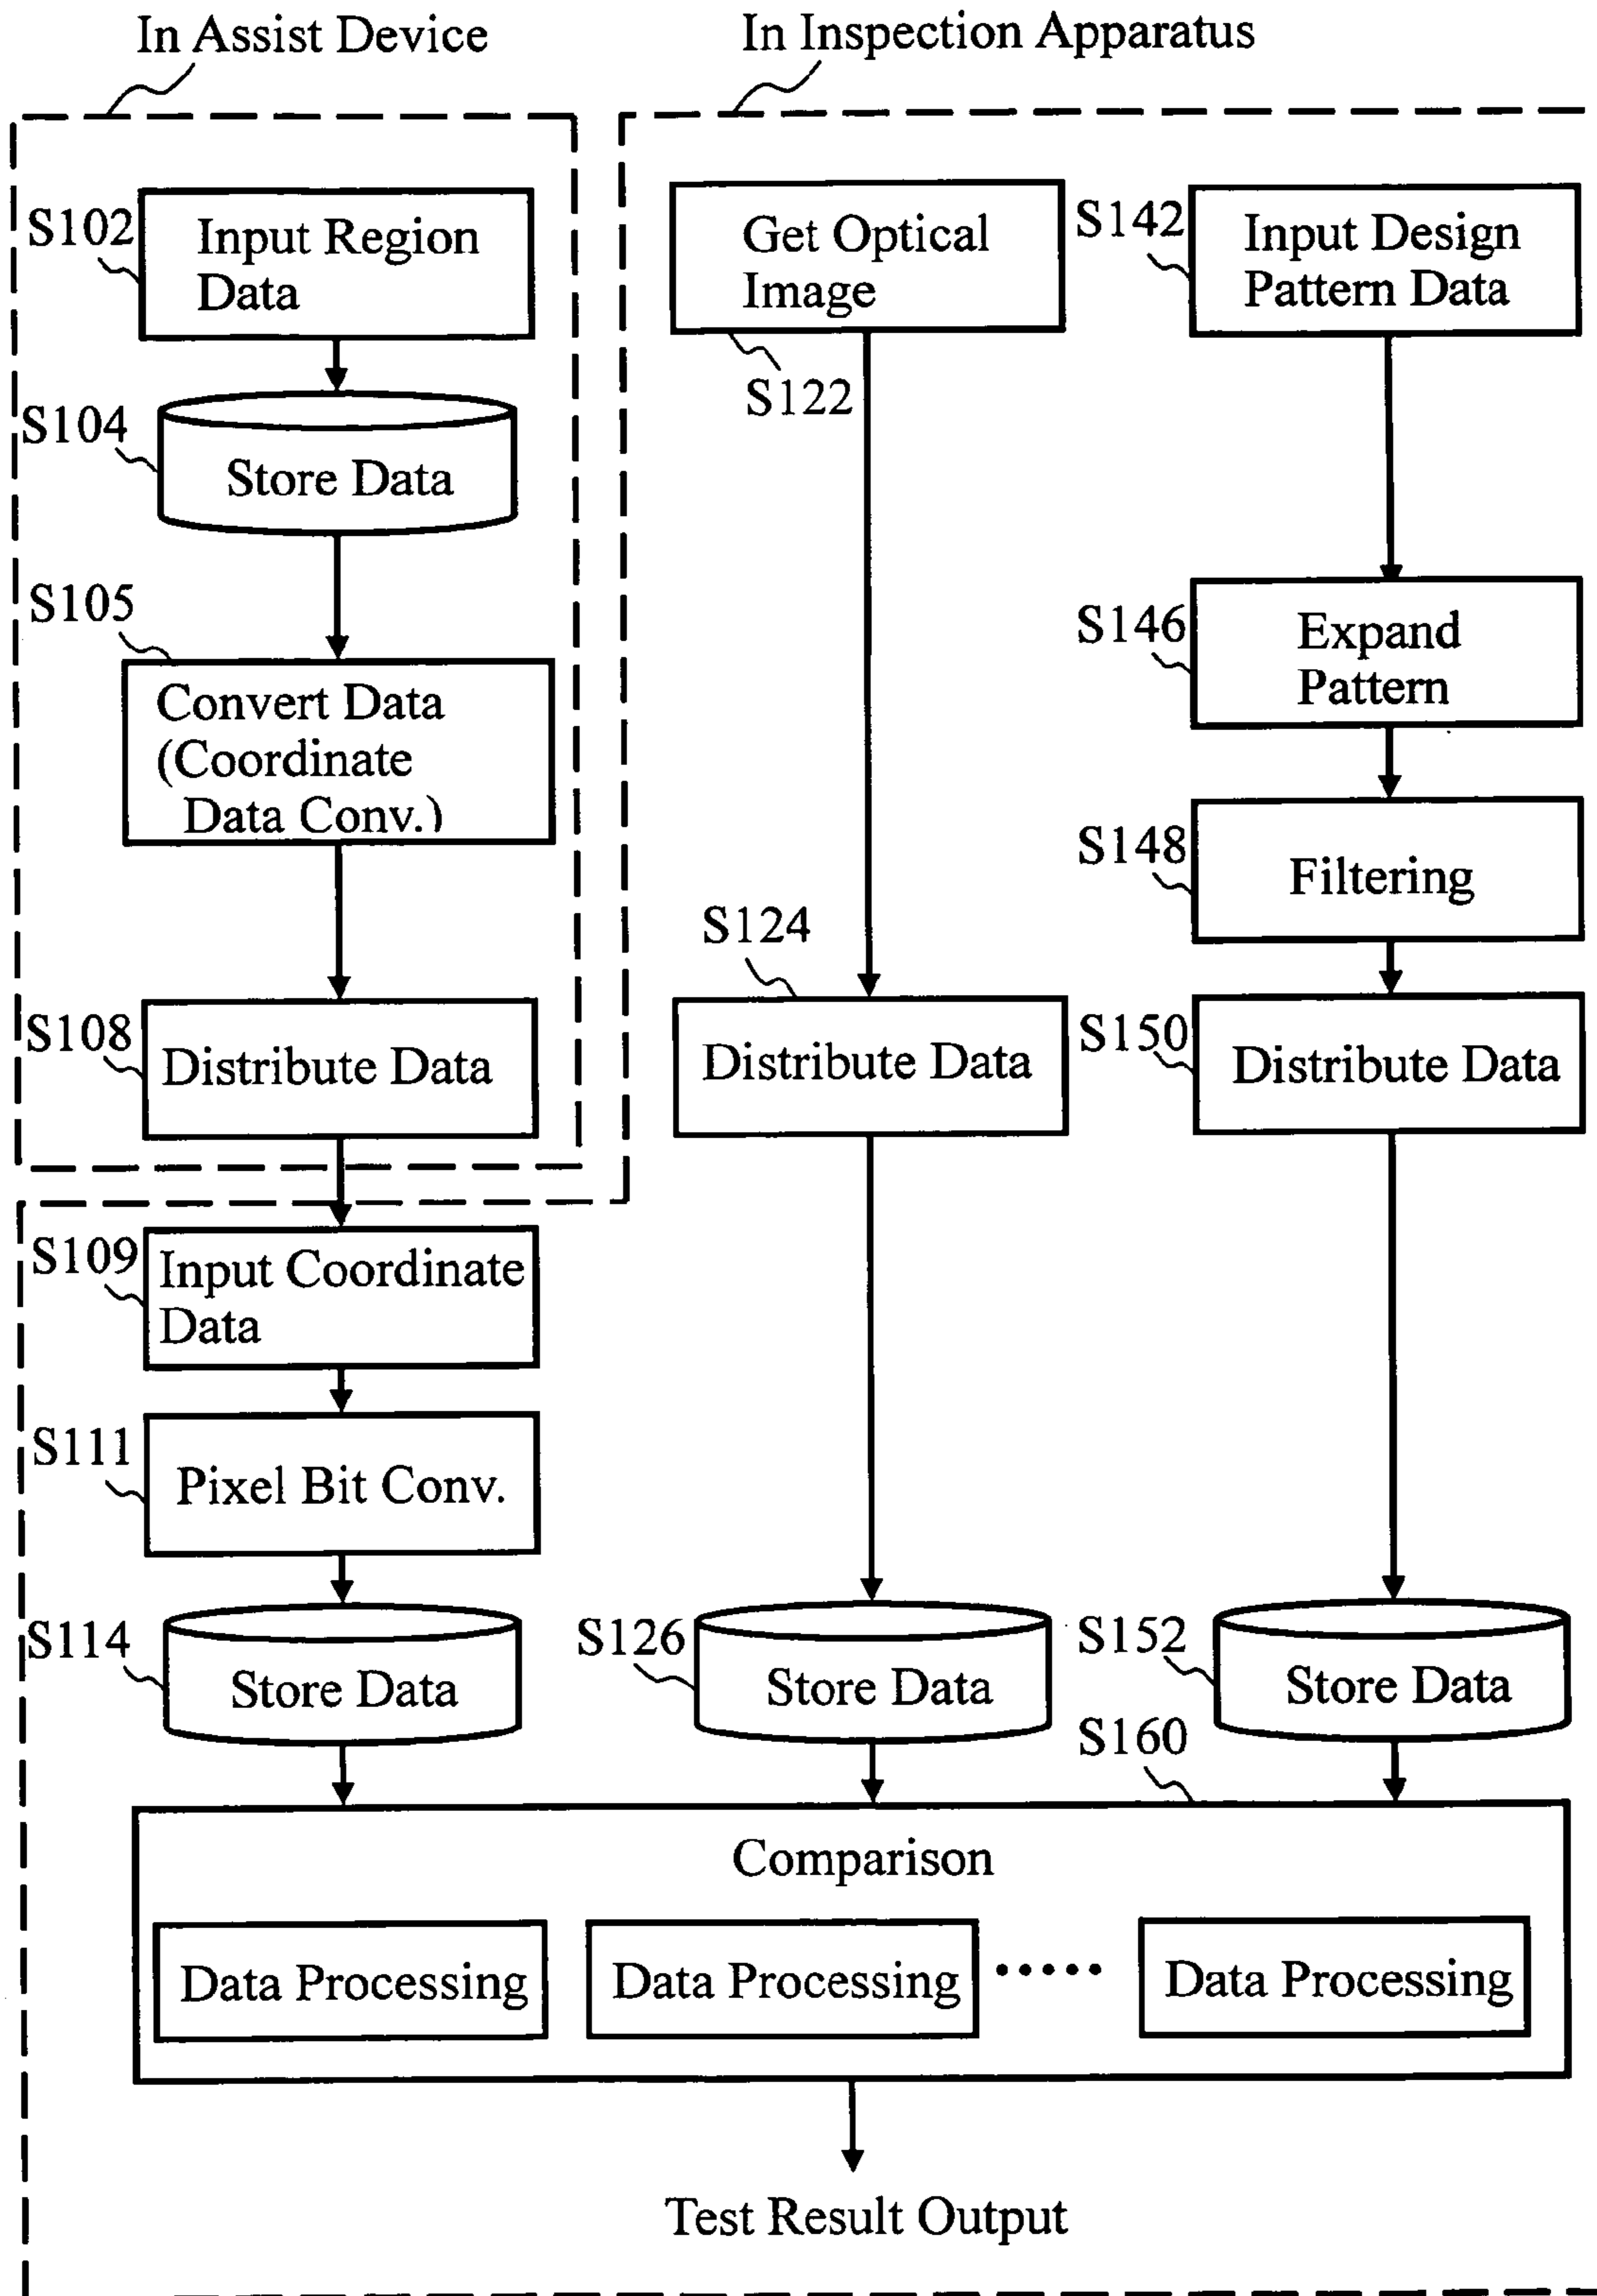 In Assist Device
In Inspection Apparatus
S102
Input Region
Data
S104
Store Data
S105
Convert Data
(Coordinate
Data Conv.)
S108
Distribute Data
S109
Input Coordinate
Data
S111
Pixel Bit Conv.
S114
Store Data
Get Optical
Image
S122
S124
Distribute Data
S126
Store Data
S142
Input Design
Pattern Data
S146
Expand
Pattern
S148
Filtering
S150
Distribute Data
S152
Store Data
S160
Comparison
Data Processing
Data Processing
.....
Data Processing
Test Result Output